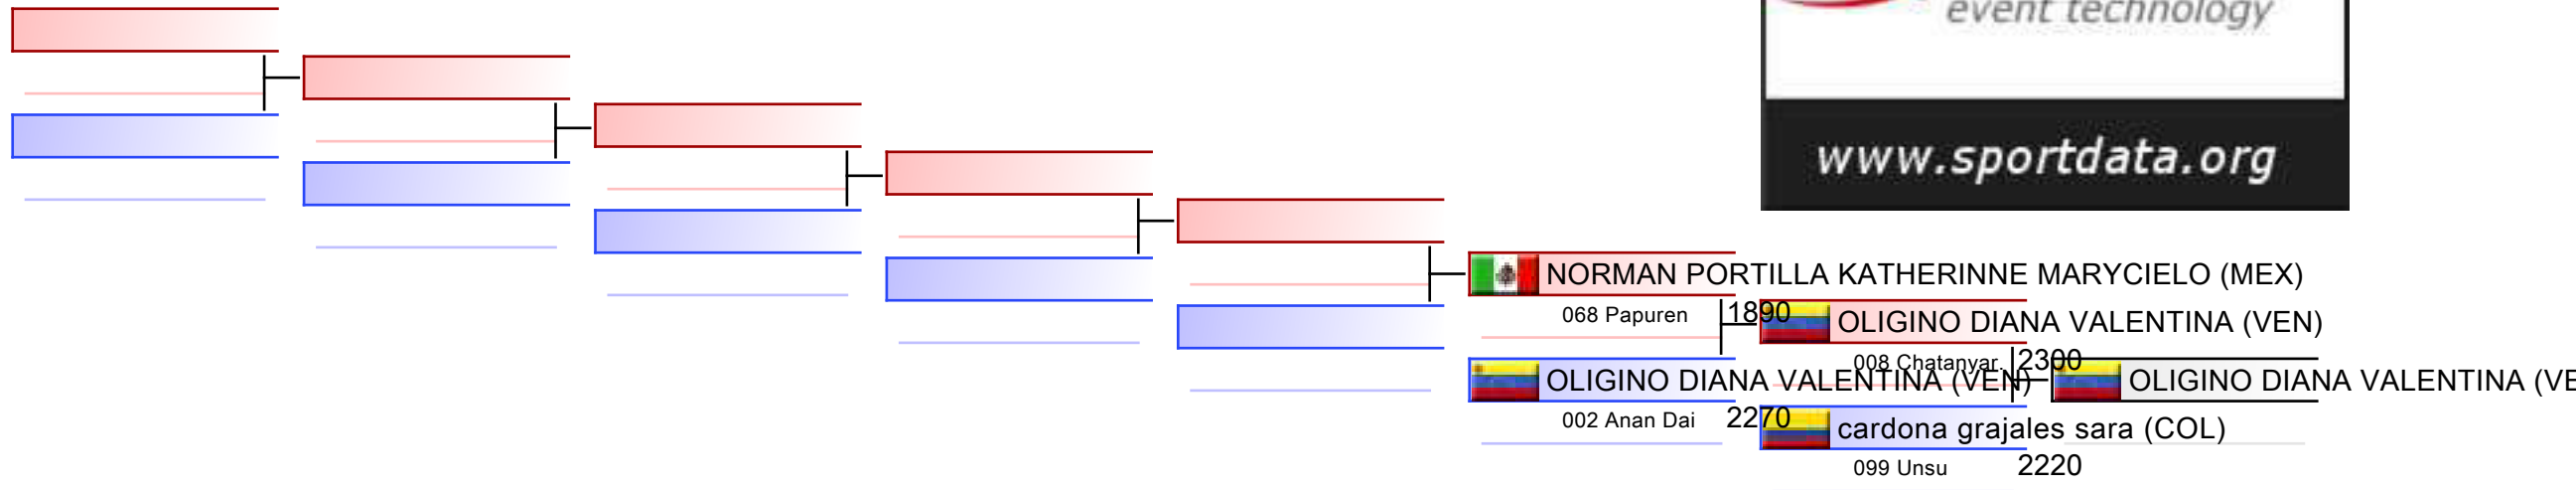 event technology
www.sportdata.org
NORMAN PORTILLA KATHERINNE MARYCIELO (MEX)
068 Papuren 1890
OLIGINO DIANA VALENTINA (VEN)
008 Chatanyar. 2300
OLIGINO DIANA VALENTINA (VEN)
OLIGINO DIANA VALENTINA (VE
002 Anan Dai 2270
cardona grajales sara (COL)
099 Unsu 2220